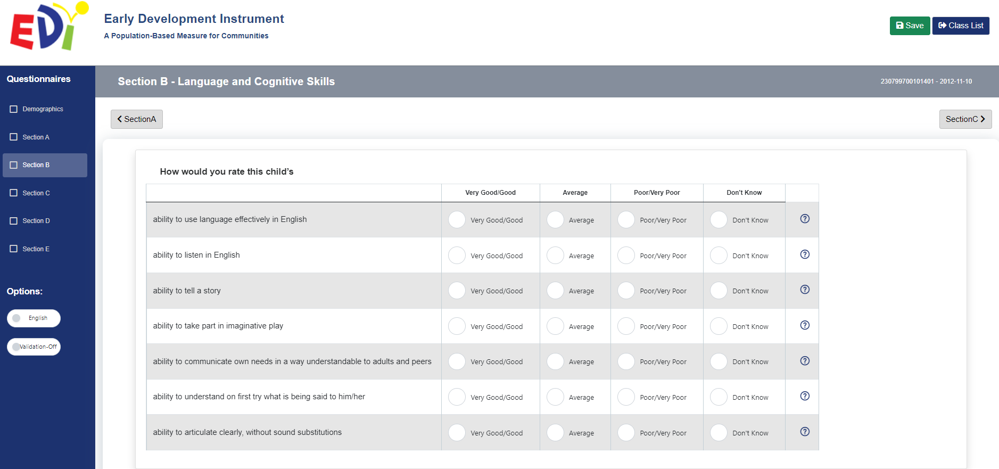 EDI
Early Development Instrument
A Population-Based Measure for Communities
Save
Class List
Questionnaires
Demographics
Section A
Section B
Section C
Section D
Section E
Options:
English
Validation-Off
Section B - Language and Cognitive Skills
230799700101401 - 2012-11-10
SectionA
SectionC
How would you rate this child’s
Very Good/Good Average Poor/Very Poor Don't Know
ability to use language effectively in English Very Good/Good Average Poor/Very Poor Don't Know
ability to listen in English Very Good/Good Average Poor/Very Poor Don't Know
ability to tell a story Very Good/Good Average Poor/Very Poor Don't Know
ability to take part in imaginative play Very Good/Good Average Poor/Very Poor Don't Know
ability to communicate own needs in a way understandable to adults and peers Very Good/Good Average Poor/Very Poor Don't Know
ability to understand on first try what is being said to him/her Very Good/Good Average Poor/Very Poor Don't Know
ability to articulate clearly, without sound substitutions Very Good/Good Average Poor/Very Poor Don't Know